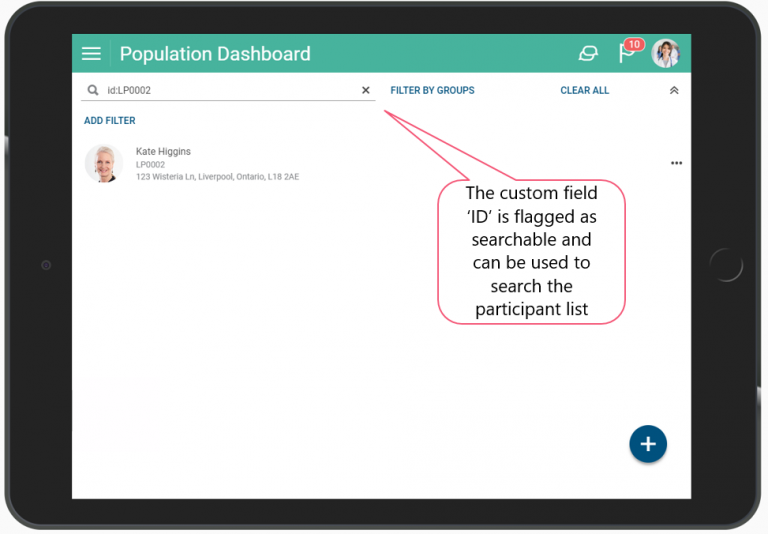 Population Dashboard
10
id:LP0002
FILTER BY GROUPS
CLEAR ALL
ADD FILTER
Kate Higgins
LP0002
123 Wisteria Ln, Liverpool, Ontario, L18 2AE
The custom field
‘ID’ is flagged as
searchable and
can be used to
search the
participant list